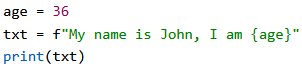 age = 36
txt = f"My name is John, I am {age}"
print(txt)